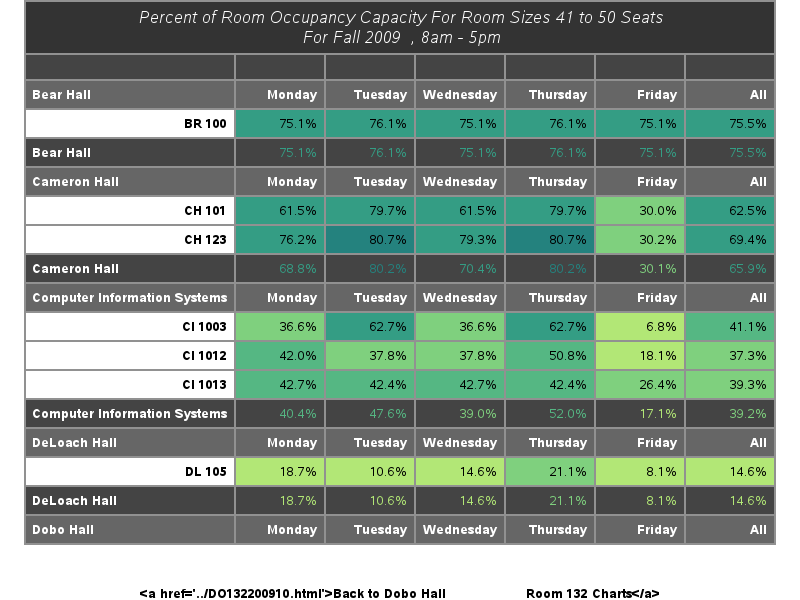 Percent of Room Occupancy Capacity For Room Sizes 41 to 50 Seats
For Fall 2009 , 8am - 5pm
Bear Hall Monday Tuesday Wednesday Thursday Friday All
BR 100 75.1% 76.1% 75.1% 76.1% 75.1% 75.5%
Bear Hall 75.1% 76.1% 75.1% 76.1% 75.1% 75.5%
Cameron Hall Monday Tuesday Wednesday Thursday Friday All
CH 101 61.5% 79.7% 61.5% 79.7% 30.0% 62.5%
CH 123 76.2% 80.7% 79.3% 80.7% 30.2% 69.4%
Cameron Hall 68.8% 80.2% 70.4% 80.2% 30.1% 65.9%
Computer Information Systems Monday Tuesday Wednesday Thursday Friday All
CI 1003 36.6% 62.7% 36.6% 62.7% 6.8% 41.1%
CI 1012 42.0% 37.8% 37.8% 50.8% 18.1% 37.3%
CI 1013 42.7% 42.4% 42.7% 42.4% 26.4% 39.3%
Computer Information Systems 40.4% 47.6% 39.0% 52.0% 17.1% 39.2%
DeLoach Hall Monday Tuesday Wednesday Thursday Friday All
DL 105 18.7% 10.6% 14.6% 21.1% 8.1% 14.6%
DeLoach Hall 18.7% 10.6% 14.6% 21.1% 8.1% 14.6%
Dobo Hall Monday Tuesday Wednesday Thursday Friday All
<a href='../DO132200910.html'>Back to Dobo Hall Room 132 Charts</a>